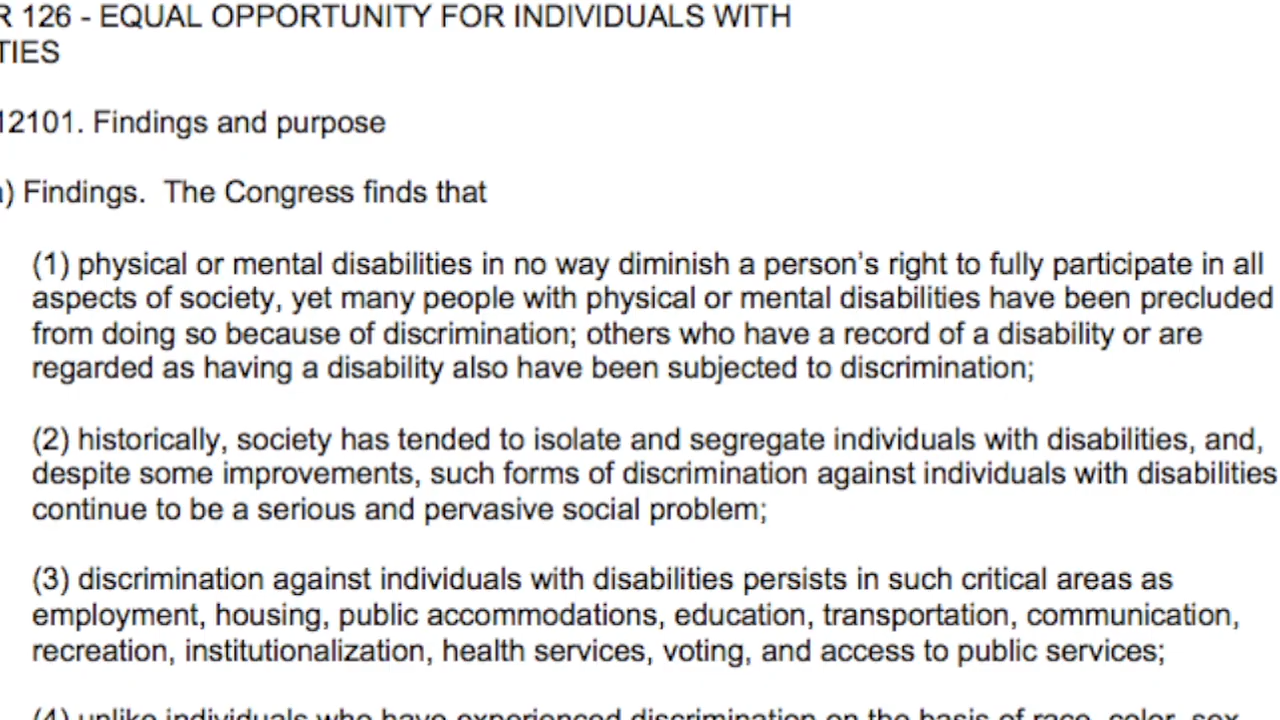 R 126 - EQUAL OPPORTUNITY FOR INDIVIDUALS WITH
TIES
12101. Findings and purpose
a) Findings.  The Congress finds that
(1) physical or mental disabilities in no way diminish a person’s right to fully participate in all
aspects of society, yet many people with physical or mental disabilities have been precluded
from doing so because of discrimination; others who have a record of a disability or are
regarded as having a disability also have been subjected to discrimination;
(2) historically, society has tended to isolate and segregate individuals with disabilities, and,
despite some improvements, such forms of discrimination against individuals with disabilities
continue to be a serious and pervasive social problem;
(3) discrimination against individuals with disabilities persists in such critical areas as
employment, housing, public accommodations, education, transportation, communication,
recreation, institutionalization, health services, voting, and access to public services;
(4) unlike individuals who have experienced discrimination on the basis of race, color, sex,